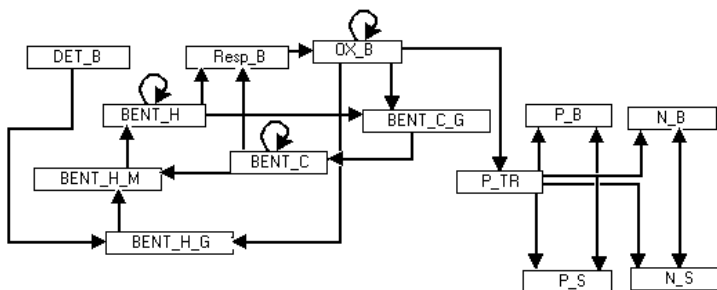 DET_B
Resp_B
OX_B
BENT_H
BENT_C_G
P_B
N_B
BENT_C
BENT_H_M
P_TR
BENT_H_G
P_S
N_S